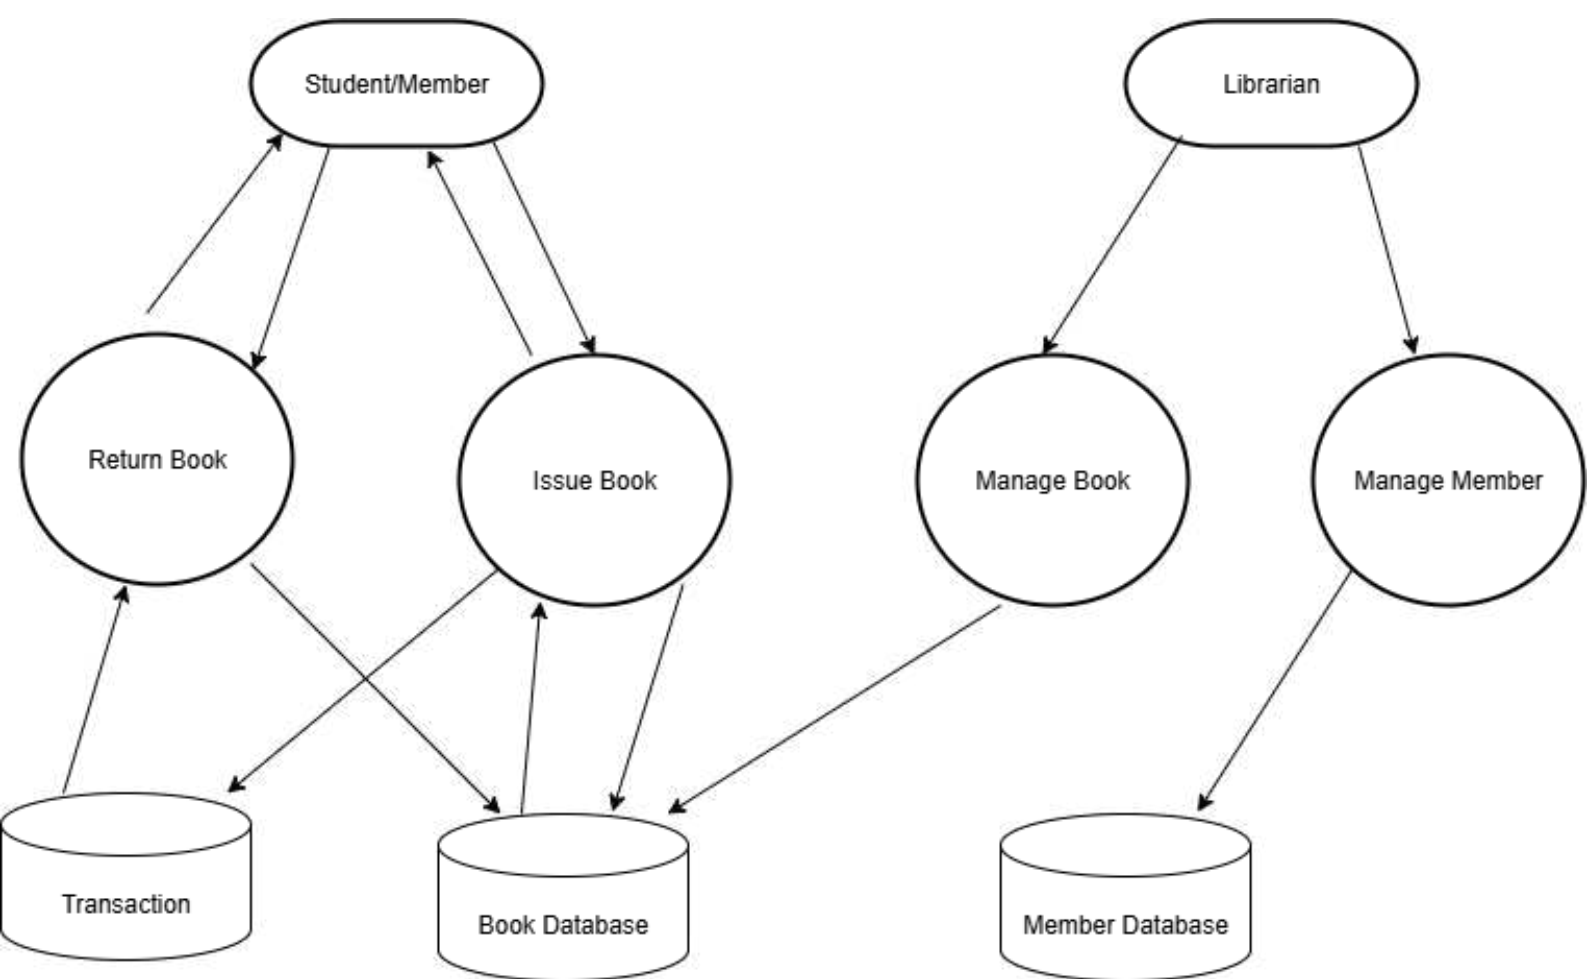 Student/Member
Librarian
Return Book
Issue Book
Manage Book
Manage Member
Transaction
Book Database
Member Database